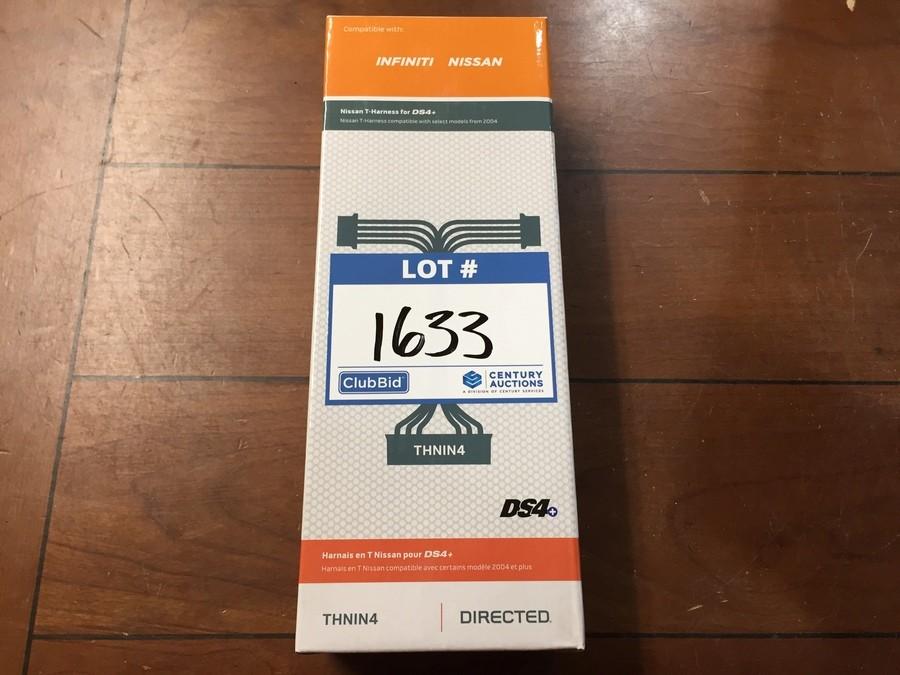 Compatible with:
INFINITI NISSAN
Nissan T-Harness for DS4+
Nissan T-Harness compatible with select models from 2004
LOT #
1633
ClubBid
CENTURY
AUCTIONS
A DIVISION OF CENTURY SERVICES
THNIN4
DS4+
Harnais en T Nissan pour DS4+
Harnais en T Nissan compatible avec certains modèle 2004 et plus
THNIN4 DIRECTED.